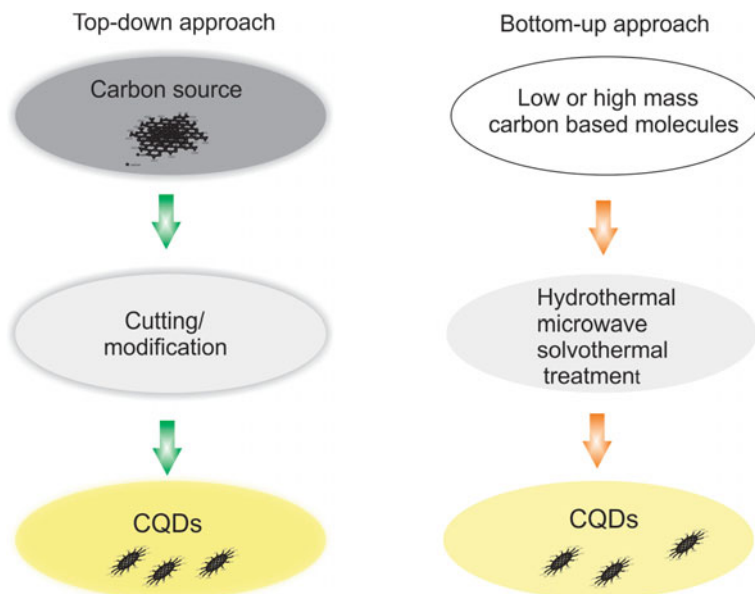 Top-down approach
Carbon source
Cutting/
modification
CQDs
Bottom-up approach
Low or high mass
carbon based molecules
Hydrothermal
microwave
solvothermal
treatment
CQDs